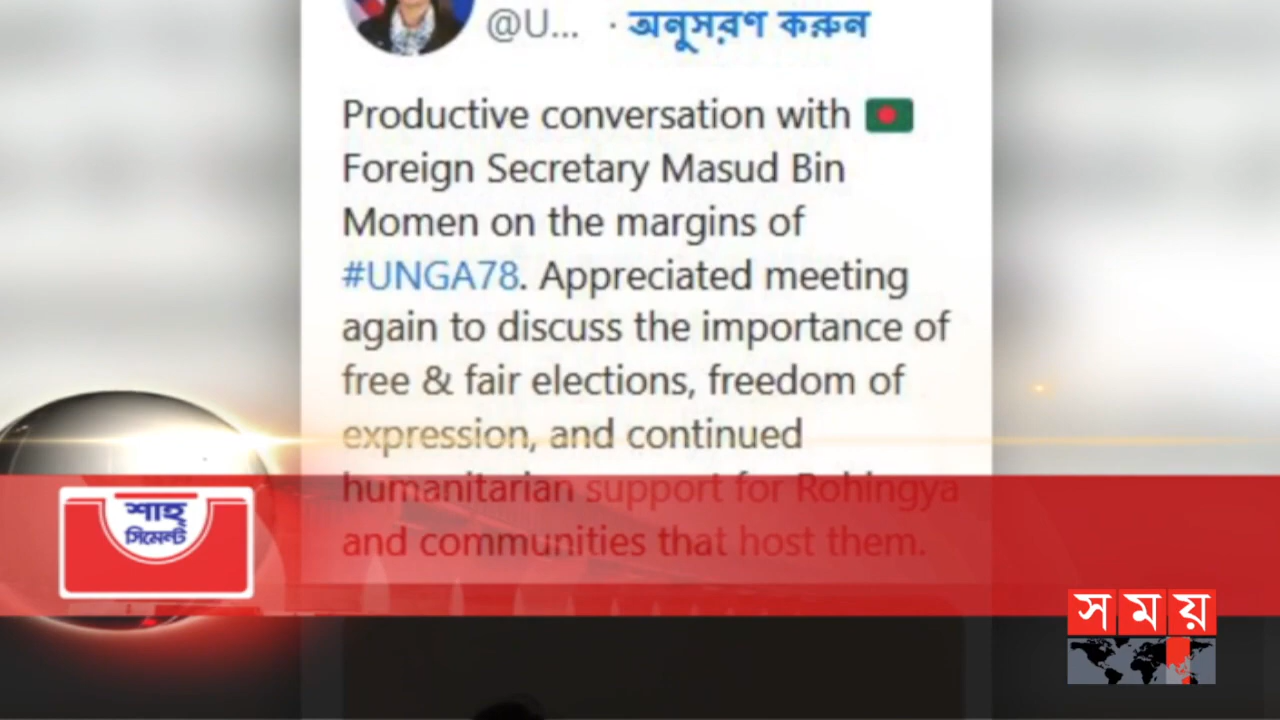 @U... · অনুসরণ করুন
Productive conversation with 🇧🇩
Foreign Secretary Masud Bin
Momen on the margins of
#UNGA78. Appreciated meeting
again to discuss the importance of
free & fair elections, freedom of
expression, and continued
humanitarian support for Rohingya
and communities that host them.
শাহ্
সিমেন্ট
সময়